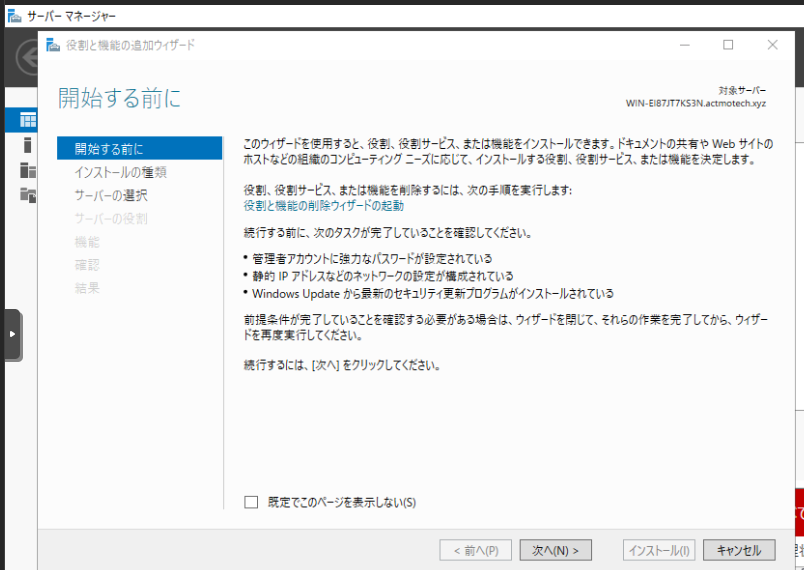 サーバー マネージャー
役割と機能の追加ウィザード
開始する前に
対象サーバー
WIN-EI87JT7KS3N.actmotech.xyz
開始する前に
インストールの種類
サーバーの選択
サーバーの役割
機能
確認
結果
このウィザードを使用すると、役割、役割サービス、または機能をインストールできます。ドキュメントの共有や Web サイトの
ホストなどの組織のコンピューティング ニーズに応じて、インストールする役割、役割サービス、または機能を決定します。
役割、役割サービス、または機能を削除するには、次の手順を実行します:
役割と機能の削除ウィザードの起動
続行する前に、次のタスクが完了していることを確認してください。
• 管理者アカウントに強力なパスワードが設定されている
• 静的 IP アドレスなどのネットワークの設定が構成されている
• Windows Update から最新のセキュリティ更新プログラムがインストールされている
前提条件が完了していることを確認する必要がある場合は、ウィザードを閉じて、それらの作業を完了してから、ウィザー
ドを再度実行してください。
続行するには、[次へ] をクリックしてください。
既定でこのページを表示しない(S)
< 前へ(P)
次へ(N) >
インストール(I)
キャンセル